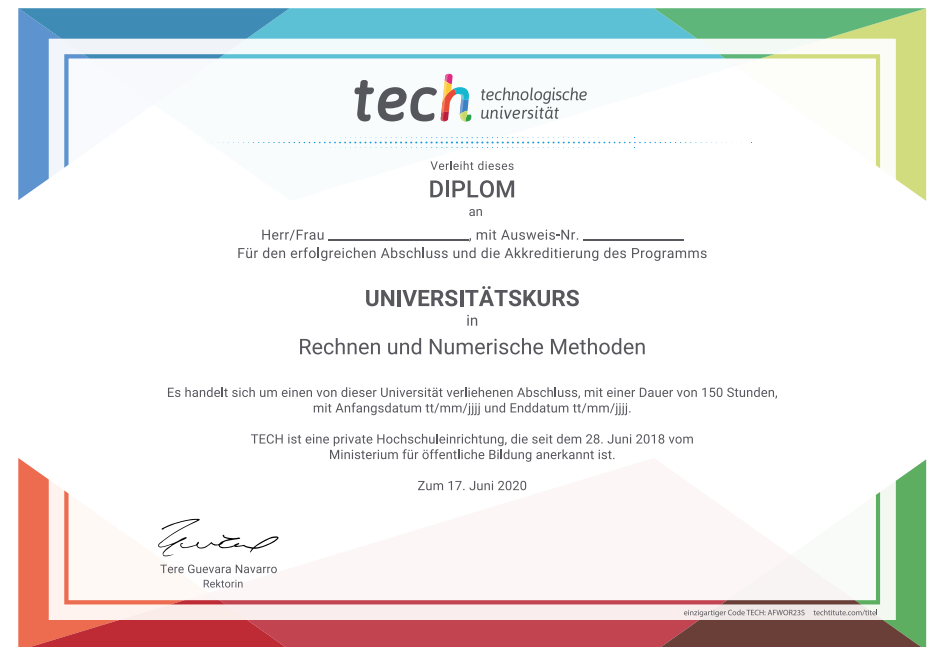 tech technologische
universität
Verleiht dieses
DIPLOM
an
Herr/Frau ____________________, mit Ausweis-Nr. ______________
Für den erfolgreichen Abschluss und die Akkreditierung des Programms
UNIVERSITÄTSKURS
in
Rechnen und Numerische Methoden
Es handelt sich um einen von dieser Universität verliehenen Abschluss, mit einer Dauer von 150 Stunden,
mit Anfangsdatum tt/mm/jjjj und Enddatum tt/mm/jjjj.
TECH ist eine private Hochschuleinrichtung, die seit dem 28. Juni 2018 vom
Ministerium für öffentliche Bildung anerkannt ist.
Zum 17. Juni 2020
Tere Guevara Navarro
Rektorin
einzigartiger Code TECH: AFWOR23S techtitute.com/titel